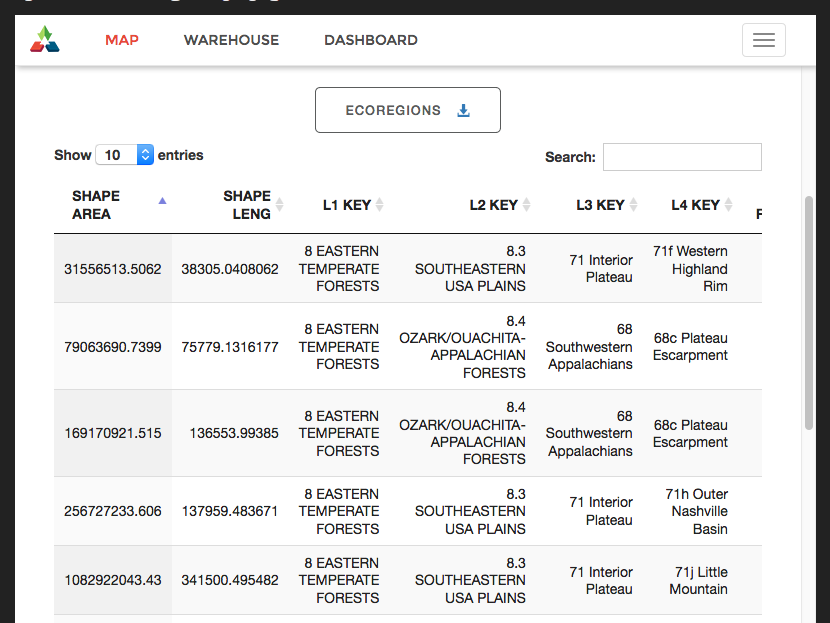 MAP WAREHOUSE DASHBOARD
ECOREGIONS
Show 10 entries Search:
SHAPE AREA SHAPE LENG L1 KEY L2 KEY L3 KEY L4 KEY
31556513.5062 38305.0408062 8 EASTERN TEMPERATE FORESTS 8.3 SOUTHEASTERN USA PLAINS 71 Interior Plateau 71f Western Highland Rim
79063690.7399 75779.1316177 8 EASTERN TEMPERATE FORESTS 8.4 OZARK/OUACHITA-APPALACHIAN FORESTS 68 Southwestern Appalachians 68c Plateau Escarpment
169170921.515 136553.99385 8 EASTERN TEMPERATE FORESTS 8.4 OZARK/OUACHITA-APPALACHIAN FORESTS 68 Southwestern Appalachians 68c Plateau Escarpment
256727233.606 137959.483671 8 EASTERN TEMPERATE FORESTS 8.3 SOUTHEASTERN USA PLAINS 71 Interior Plateau 71h Outer Nashville Basin
1082922043.43 341500.495482 8 EASTERN TEMPERATE FORESTS 8.3 SOUTHEASTERN USA PLAINS 71 Interior Plateau 71j Little Mountain